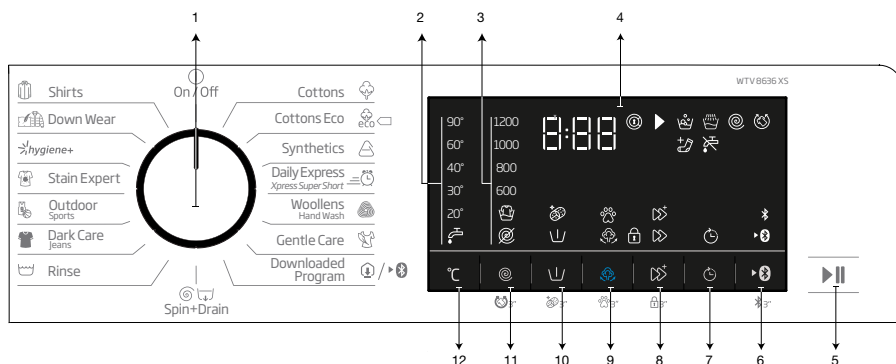 1
2
3
4
WTV 8636 XS
On / Off
Shirts
Down Wear
hygiene+
Stain Expert
Outdoor
Sports
Dark Care
Jeans
Rinse
Spin+Drain
Cottons
Cottons Eco
eco
Synthetics
Daily Express
Xpress Super Short
Woollens
Hand Wash
Gentle Care
Downloaded
Program
/
90°
60°
40°
30°
20°
1200
1000
800
600
8:88
+
°C
3"
3"
3"
3"
3"
12
11
10
9
8
7
6
5